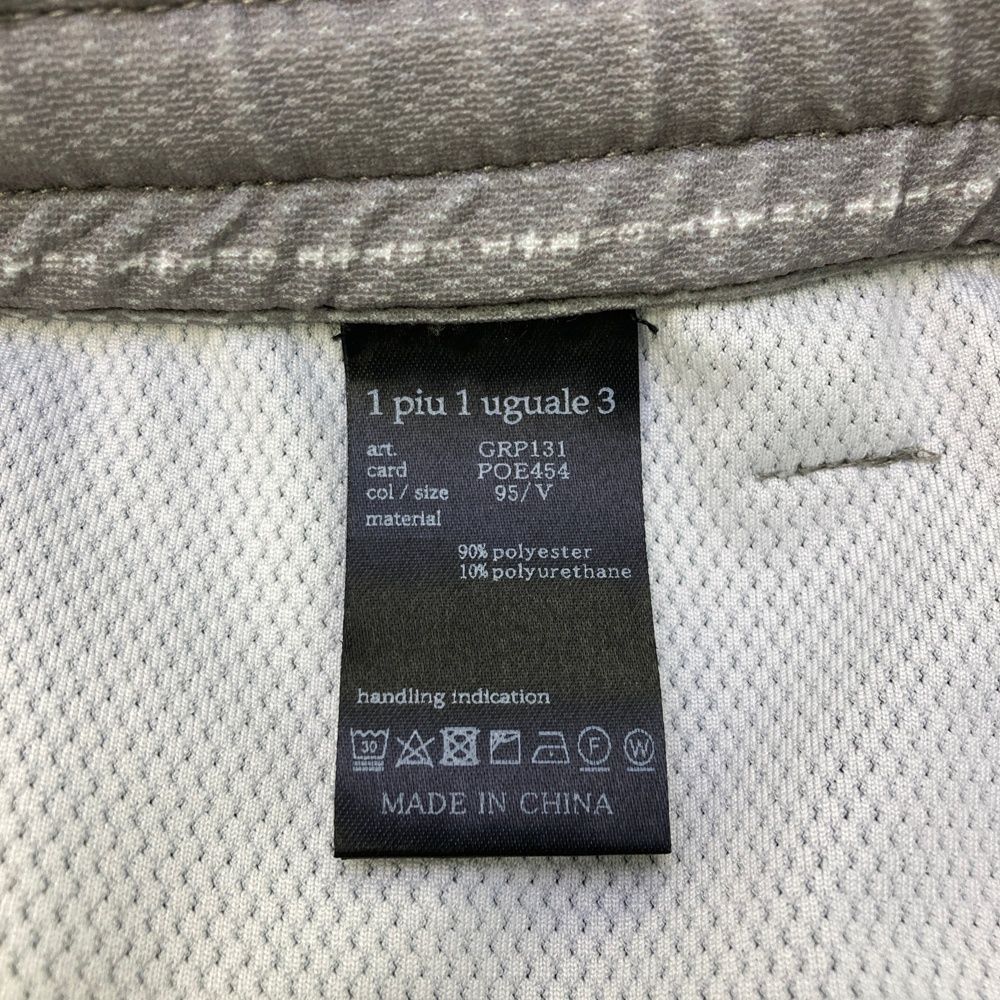 1 piu 1 uguale 3
art. GRP131
card POE454
col / size 95/V
material
90% polyester
10% polyurethane
handling indication
30 F W
MADE IN CHINA